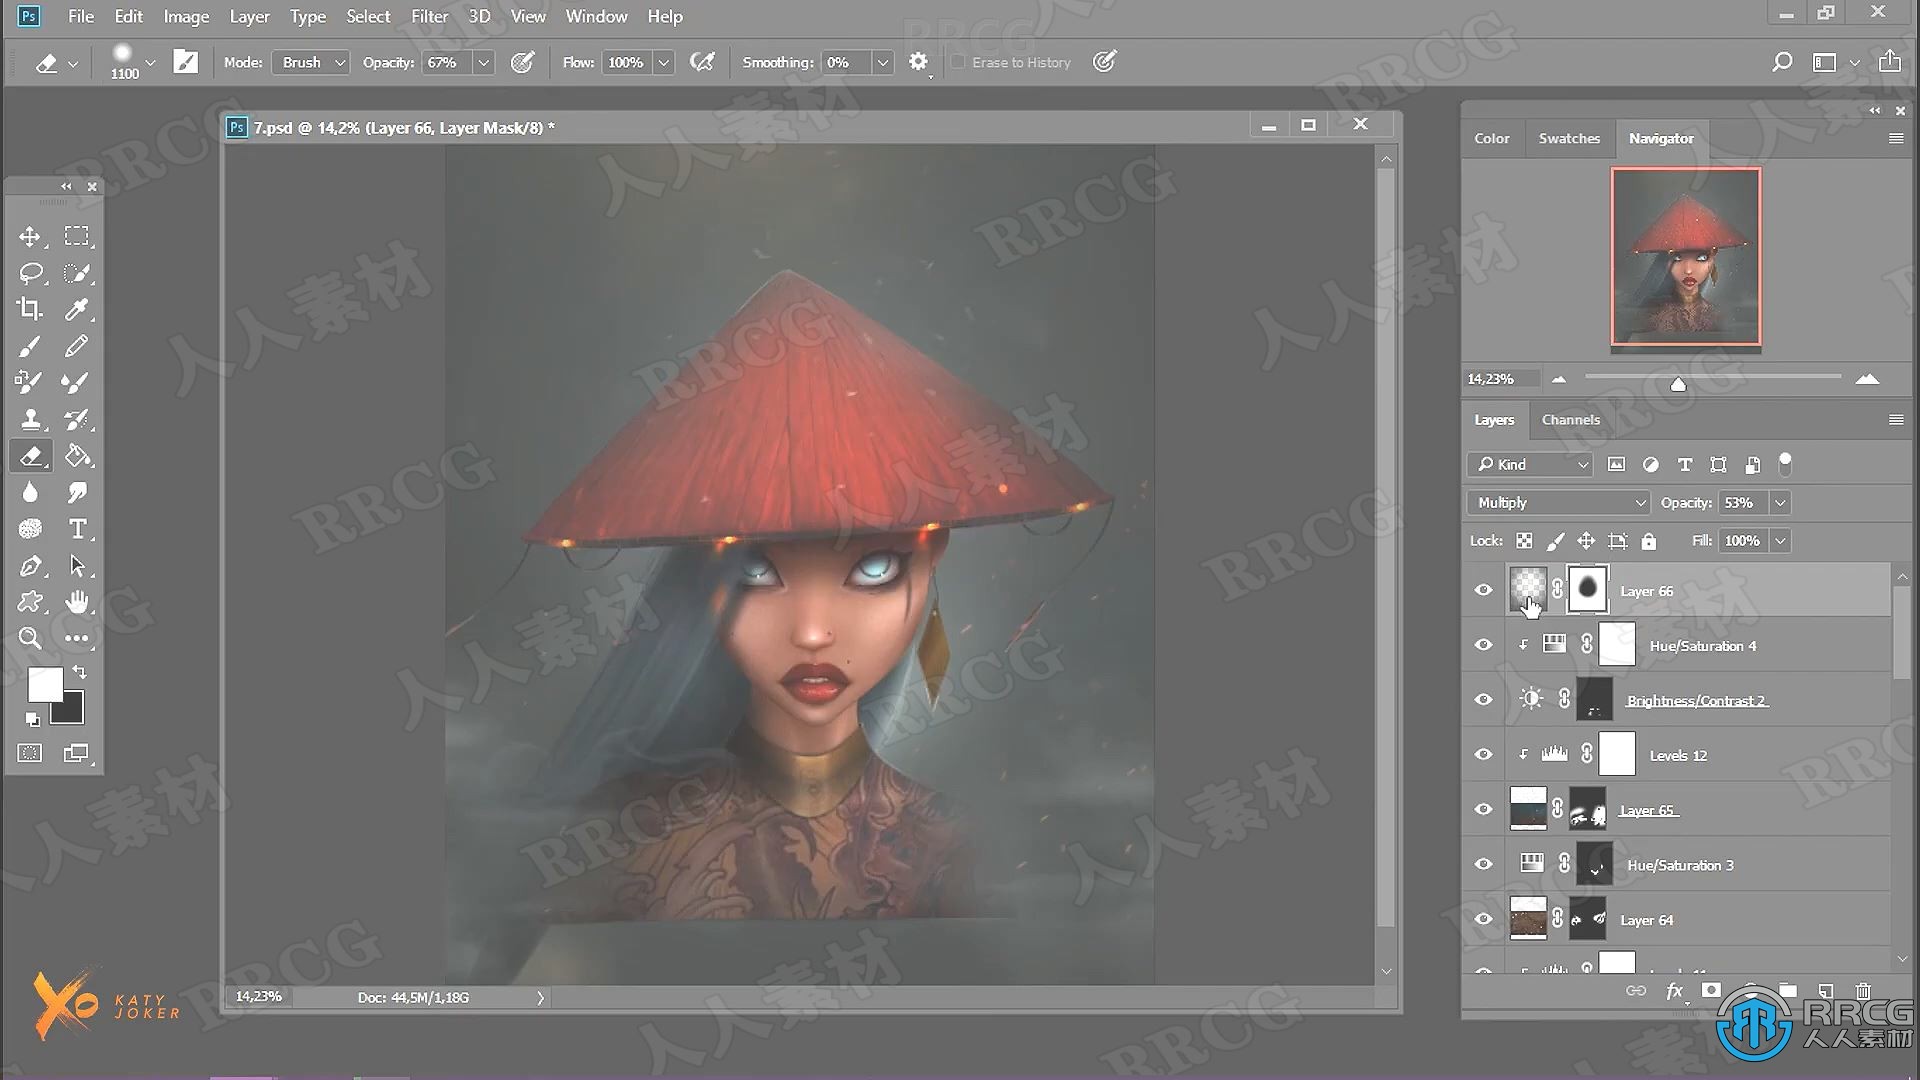 Ps File Edit Image Layer Type Select Filter 3D View Window Help
1100 Mode: Brush Opacity: 67% Flow: 100% Smoothing: 0% Erase to History
Ps 7.psd @ 14,2% (Layer 66, Layer Mask/8) *
Color Swatches Navigator
14,23%
Layers Channels
Kind
Multiply Opacity: 53%
Lock: Fill: 100%
Layer 66
Hue/Saturation 4
Brightness/Contrast 2
Levels 12
Layer 65
Hue/Saturation 3
Layer 64
14,23% Doc: 44,5M/1,18G
fx
XO KATY
JOKER
RRCG
人人素材